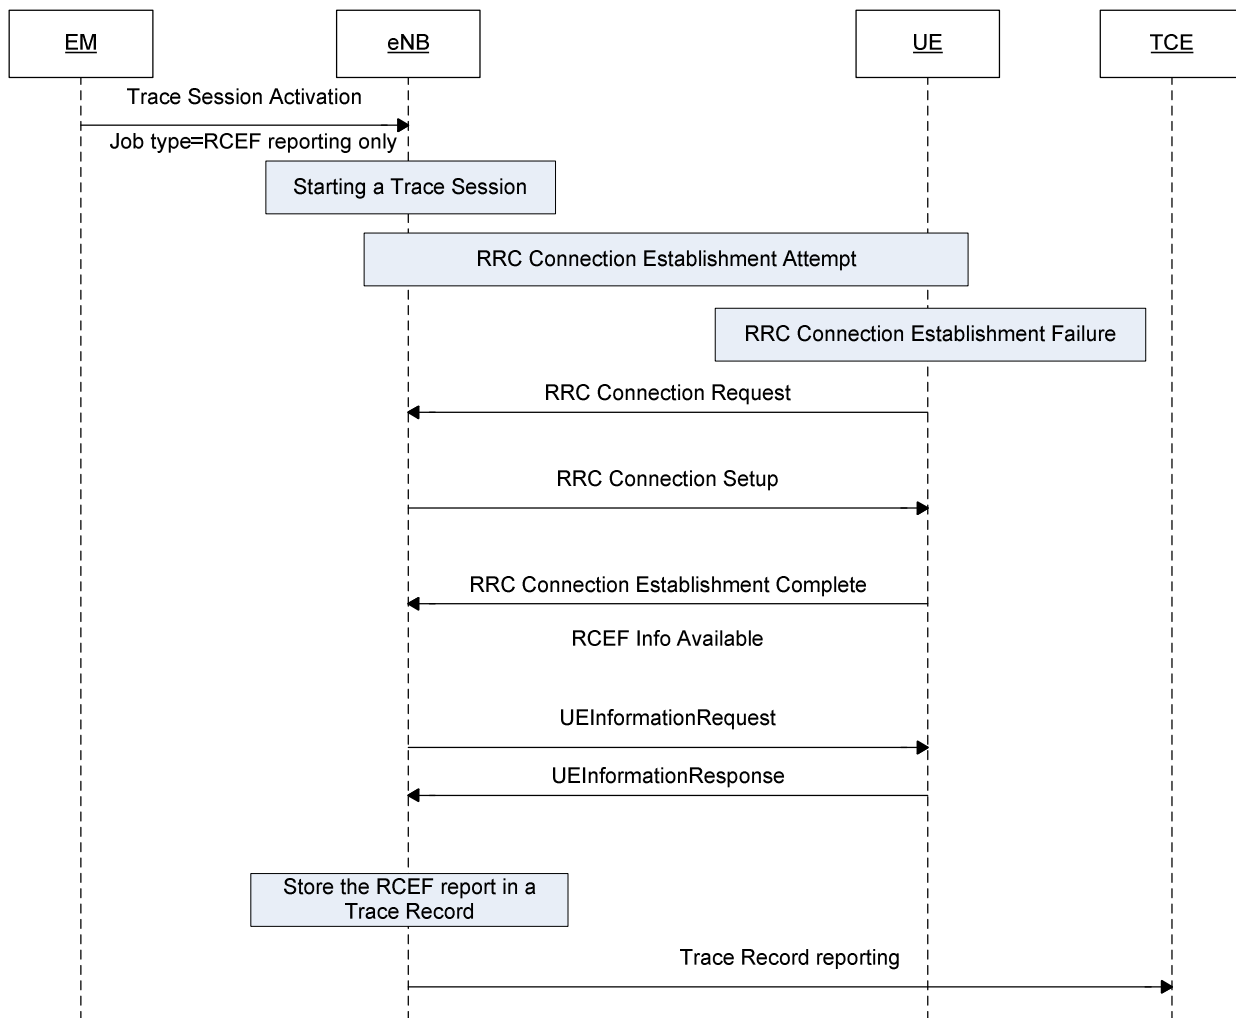 EM
eNB
UE
TCE
Trace Session Activation
Job type=RCEF reporting only
Starting a Trace Session
RRC Connection Establishment Attempt
RRC Connection Establishment Failure
RRC Connection Request
RRC Connection Setup
RRC Connection Establishment Complete
RCEF Info Available
UEInformationRequest
UEInformationResponse
Store the RCEF report in a
Trace Record
Trace Record reporting